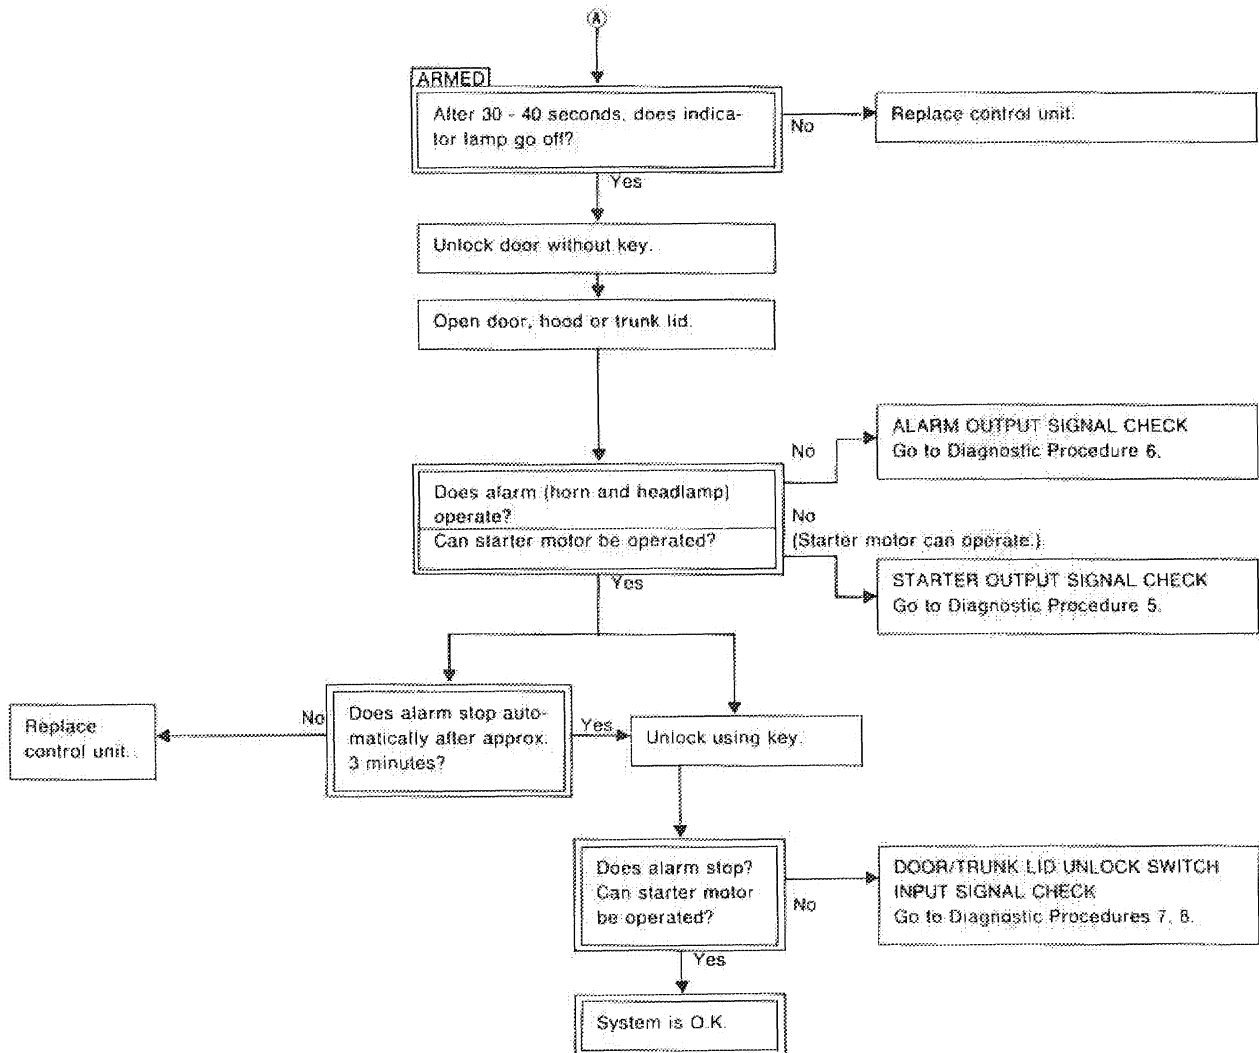 A
ARMED
After 30 - 40 seconds, does indica-
tor lamp go off?
No
Replace control unit.
Yes
Unlock door without key.
Open door, hood or trunk lid.
No
ALARM OUTPUT SIGNAL CHECK
Go to Diagnostic Procedure 6.
Does alarm (horn and headlamp)
operate?
Can starter motor be operated?
No
(Starter motor can operate.)
STARTER OUTPUT SIGNAL CHECK
Go to Diagnostic Procedure 5.
Yes
Replace
control unit.
No
Does alarm stop auto-
matically after approx.
3 minutes?
Yes
Unlock using key.
Does alarm stop?
Can starter motor
be operated?
No
DOOR/TRUNK LID UNLOCK SWITCH
INPUT SIGNAL CHECK
Go to Diagnostic Procedures 7, 8.
Yes
System is O.K.